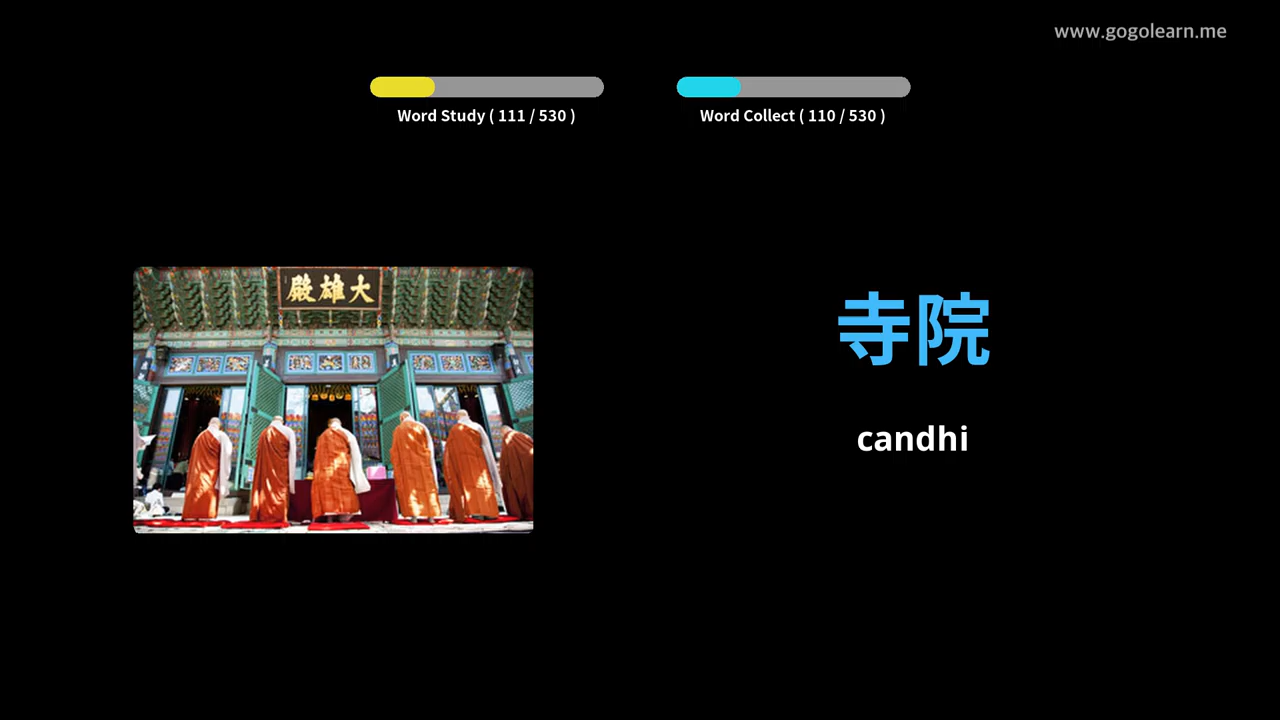 www.gogolearn.me
Word Study ( 111 / 530 )
Word Collect ( 110 / 530 )
殿雄大
寺院
candhi